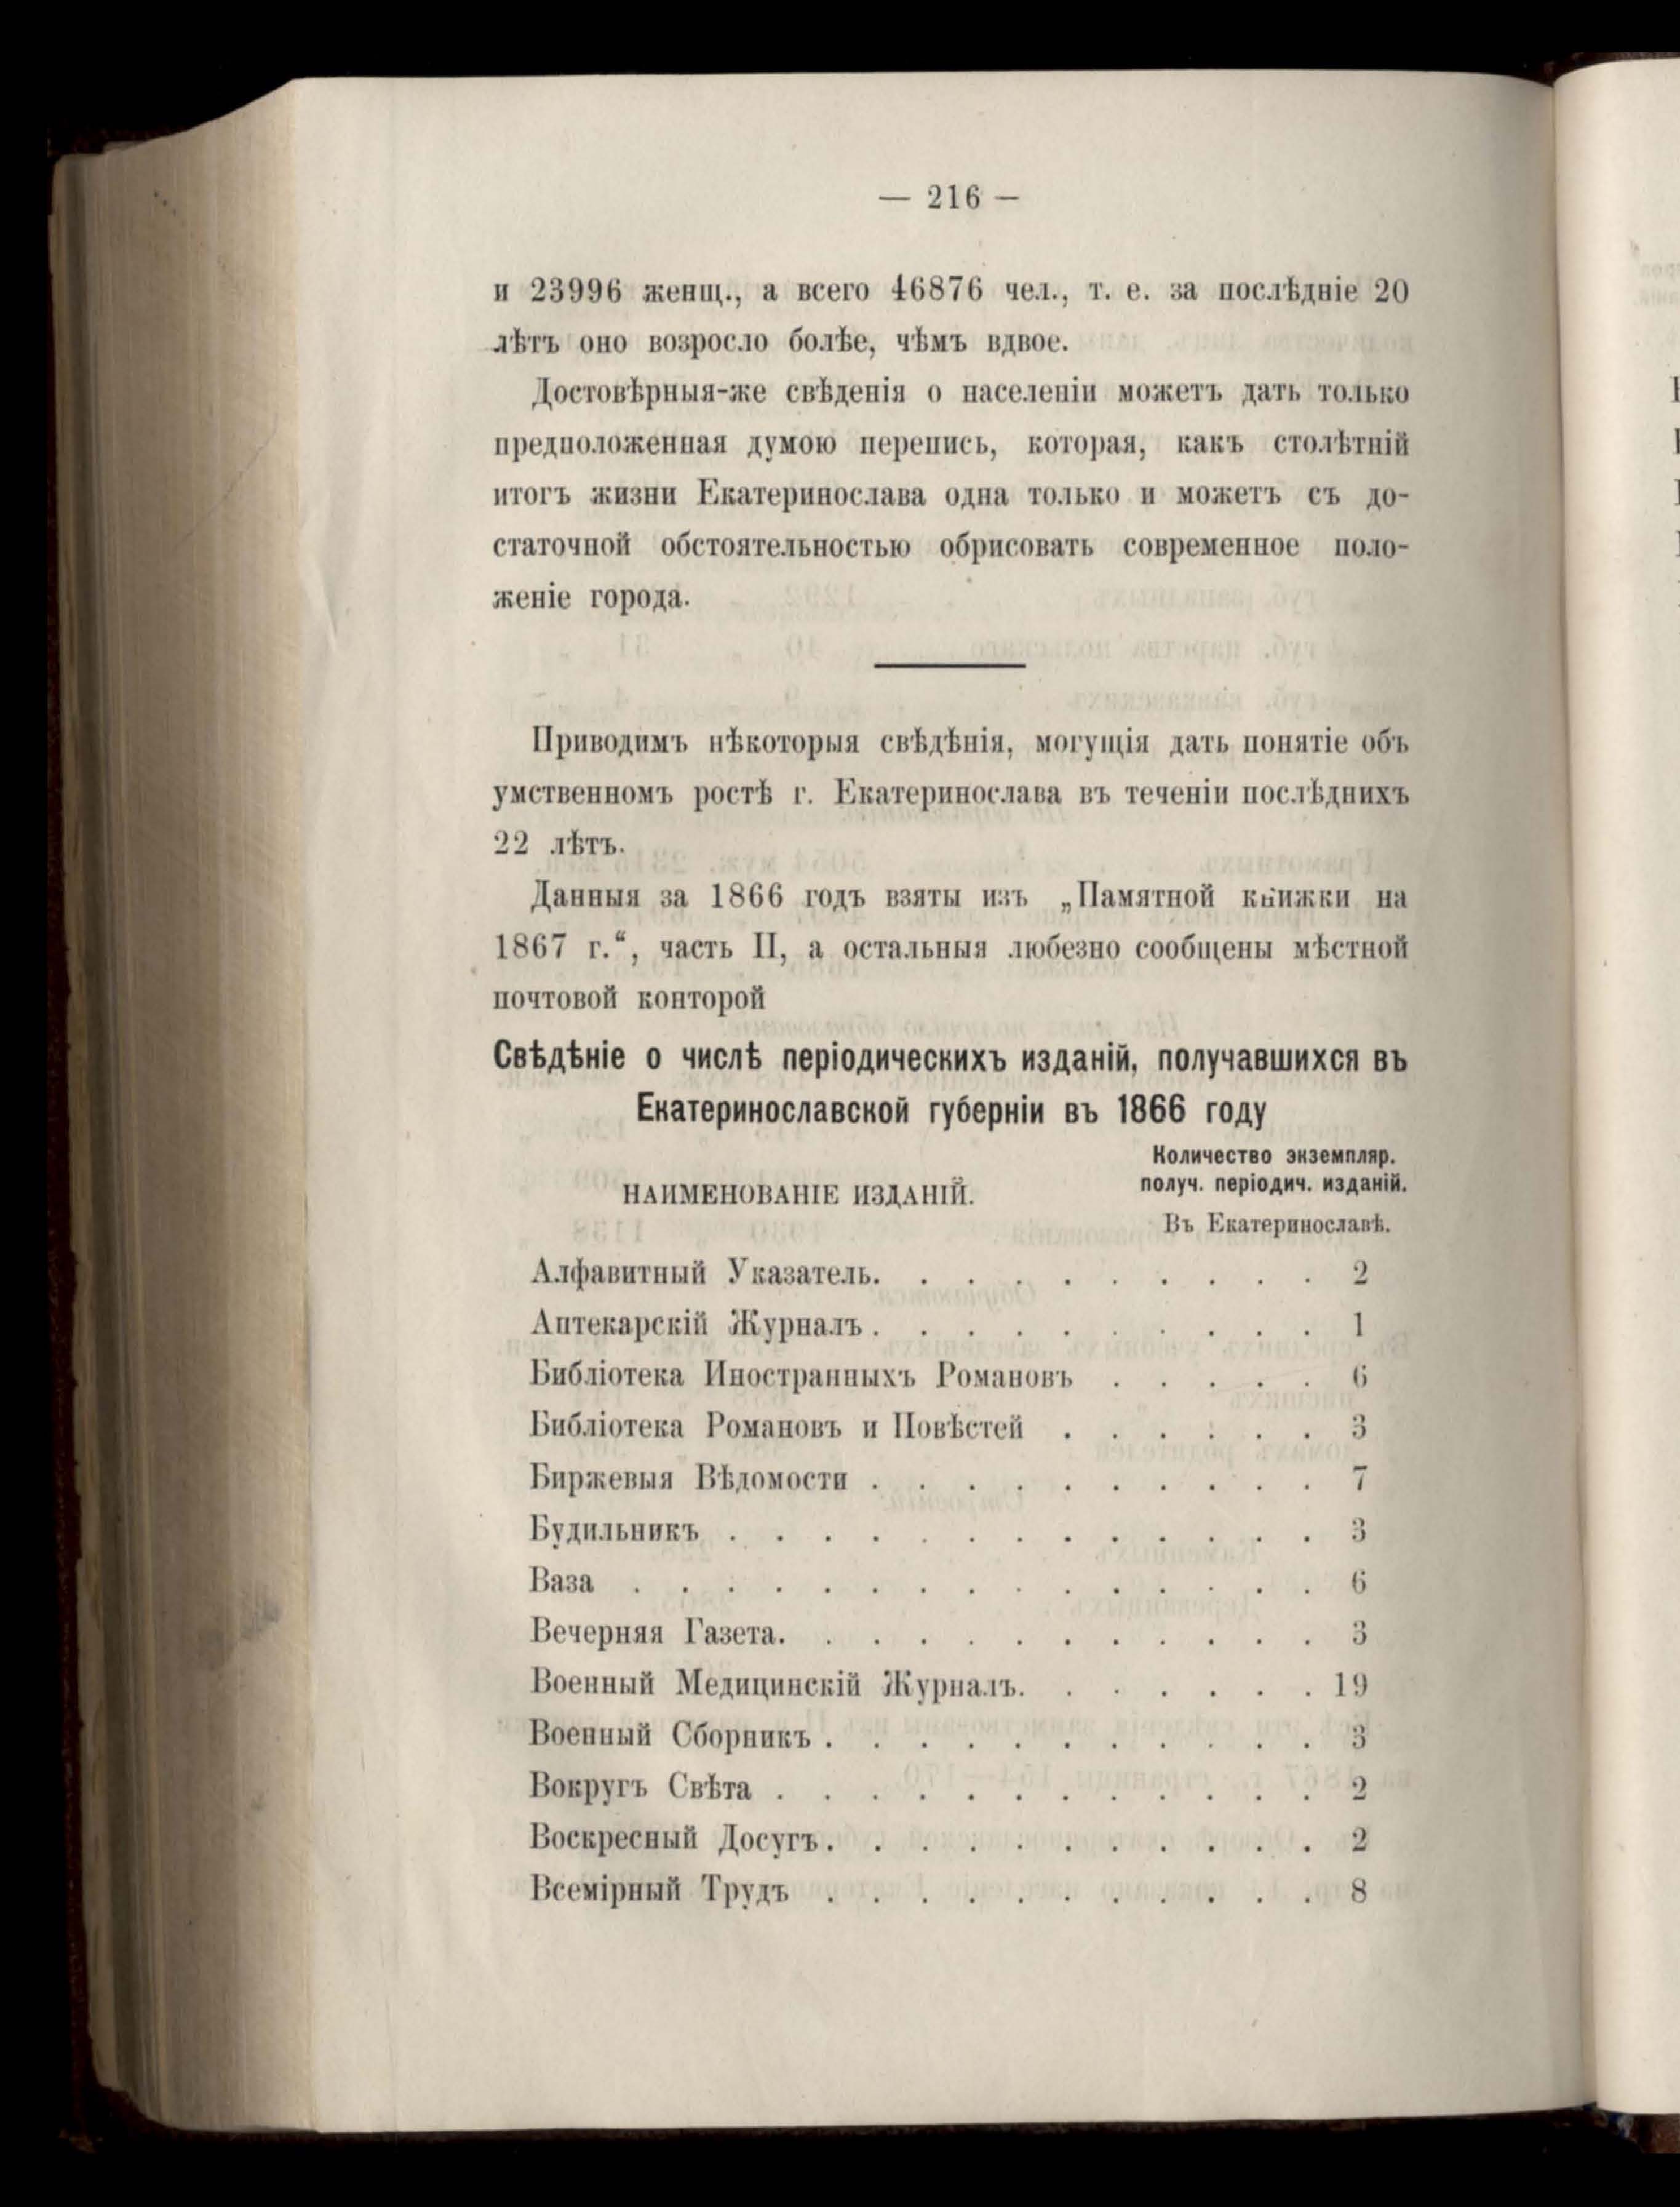 — 216 —
и 23996 женщ., а всего 46876 чел., т. е. за послѣдніе 20
лѣтъ оно возросло болѣе, чѣмъ вдвое.
Достовѣрныя-же свѣденія о населеніи можетъ дать только
предположенная думою перепись, которая, какъ столѣтній
итогъ жизни Екатеринослава одна только и можетъ съ до-
статочной обстоятельностью обрисовать современное поло-
женіе города.
Приводимъ нѣкоторыя свѣдѣнія, могущія дать понятіе объ
умственномъ ростѣ г. Екатеринослава въ теченіи послѣднихъ
22 лѣтъ.
Данныя за 1866 годъ взяты изъ „Памятной книжки на
1867 г.“, часть II, а остальныя любезно сообщены мѣстной
почтовой конторой
Свѣдѣніе о числѣ періодическихъ изданій, получавшихся въ
Екатеринославской губерніи въ 1866 году
Количество экземпляр.
НАИМЕНОВАНІЕ ИЗДАНІЙ. получ. періодич. изданій.
Въ Екатеринославѣ.
Алфавитный Указатель. . . . . . . . . . 2
Аптекарскій Журналъ . . . . . . . . . . 1
Библіотека Иностранныхъ Романовъ . . . . . 6
Библіотека Романовъ и Повѣстей . . . . . . 3
Биржевыя Вѣдомости . . . . . . . . . . 7
Будильникъ . . . . . . . . . . . . . 3
Ваза . . . . . . . . . . . . . . . 6
Вечерняя Газета. . . . . . . . . . . . 3
Военный Медицинскій Журналъ. . . . . . . 19
Военный Сборникъ . . . . . . . . . . . 3
Вокругъ Свѣта . . . . . . . . . . . . 2
Воскресный Досугъ . . . . . . . . . . . 2
Всемірный Трудъ . . . . . . . . . . . 8